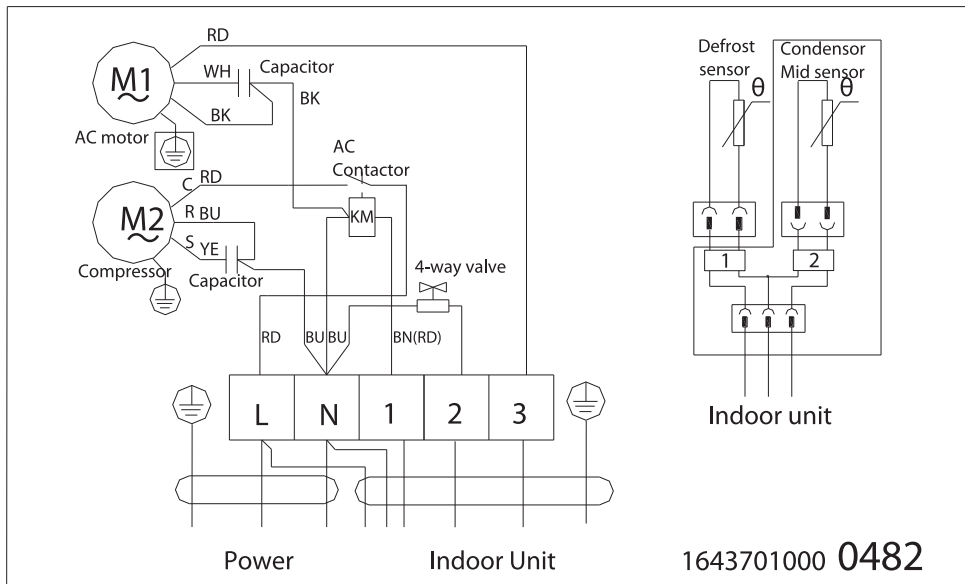 RD
M1
WH
Capacitor
BK
BK
AC motor
AC
Contactor
C RD
KM
R BU
M2
S YE
Compressor
Capacitor
4-way valve
RD
BU
BU
BN(RD)
L
N
1
2
3
Power
Indoor Unit
Defrost
sensor
Condensor
Mid sensor
θ
θ
1
2
Indoor unit
1643701000 0482